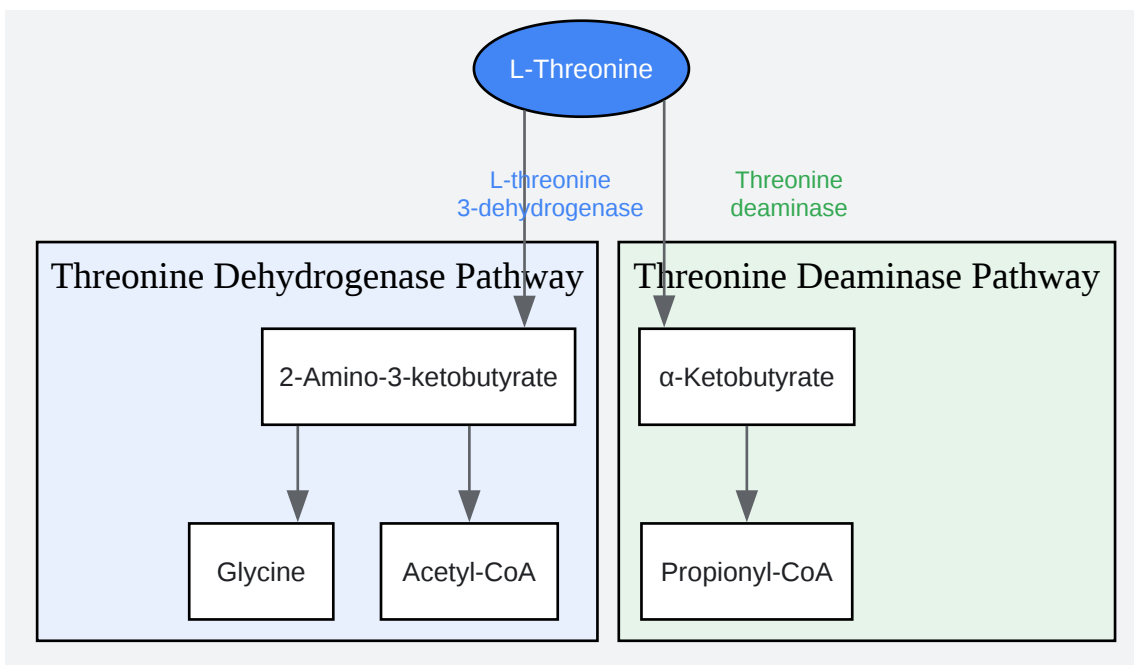 L-Threonine
L-threonine
3-dehydrogenase
Threonine
deaminase
Threonine Dehydrogenase Pathway
Threonine Deaminase Pathway
2-Amino-3-ketobutyrate
α-Ketobutyrate
Glycine
Acetyl-CoA
Propionyl-CoA